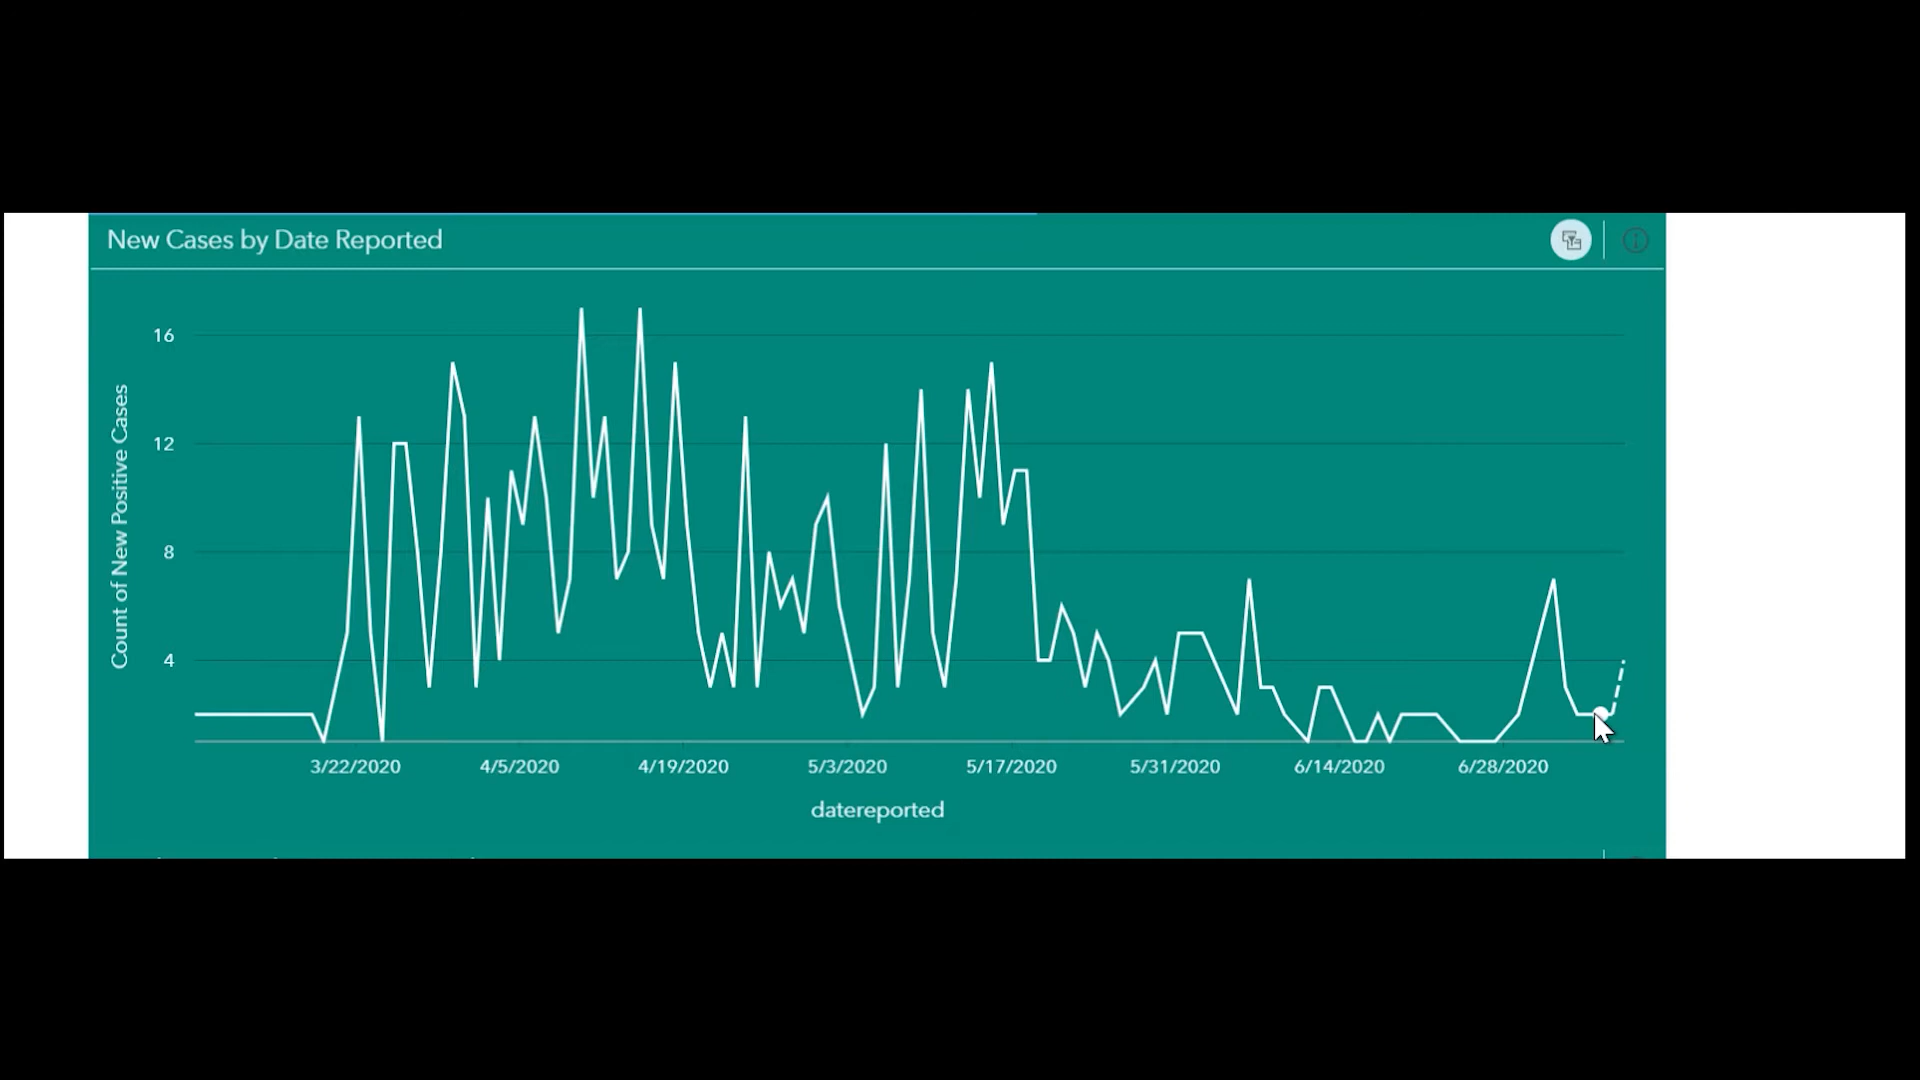 New Cases by Date Reported
16
12
8
4
Count of New Positive Cases
3/22/2020 4/5/2020 4/19/2020 5/3/2020 5/17/2020 5/31/2020 6/14/2020 6/28/2020
datereported